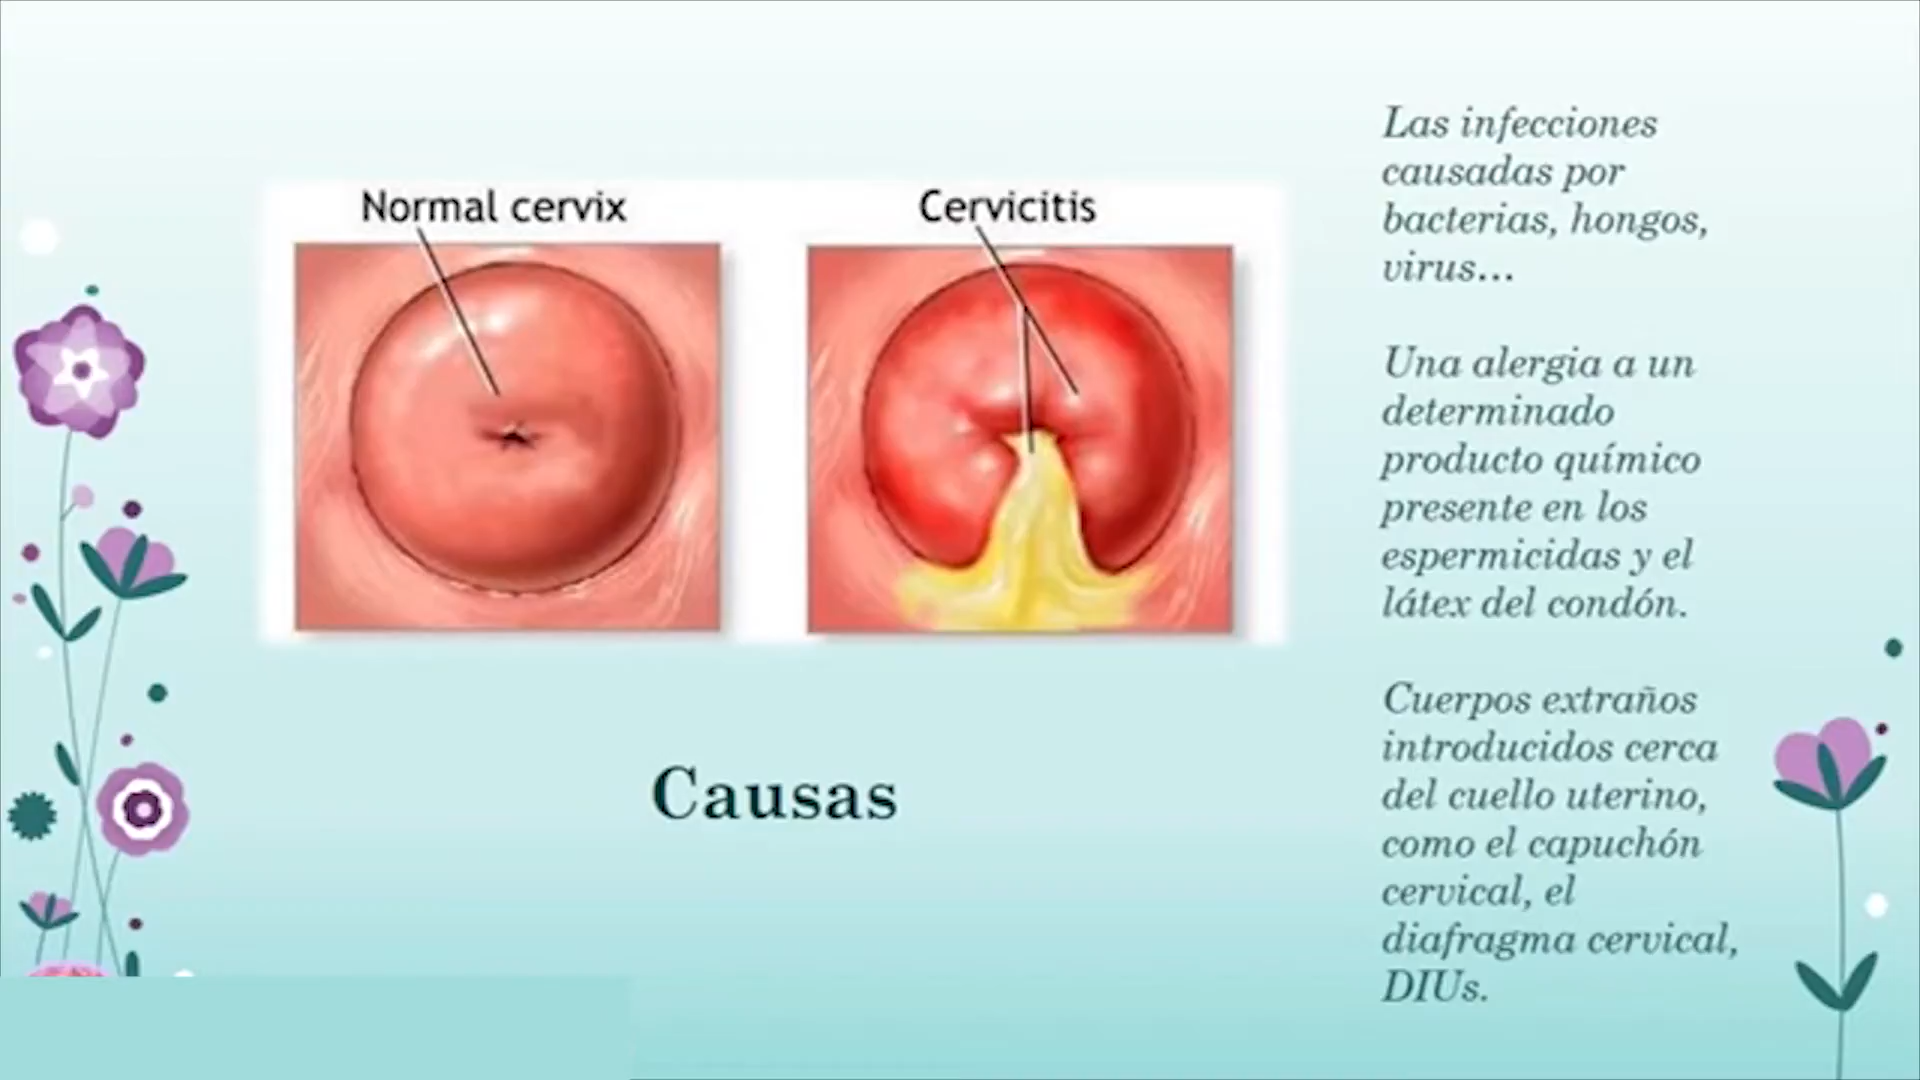 Normal cervix
Cervicitis
Causas
Las infecciones
causadas por
bacterias, hongos,
virus...
Una alergia a un
determinado
producto químico
presente en los
espermicidas y el
látex del condón.
Cuerpos extraños
introducidos cerca
del cuello uterino,
como el capuchón
cervical, el
diafragma cervical,
DIUs.